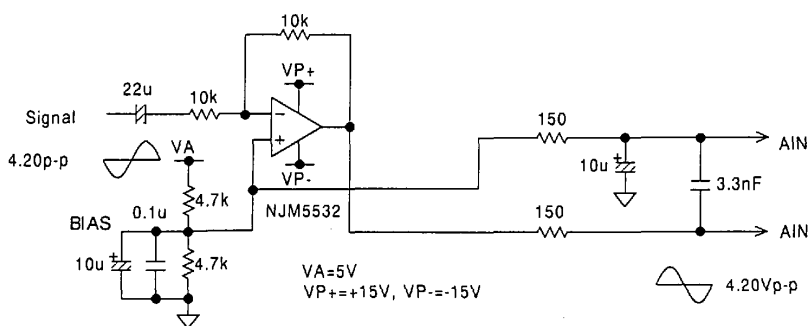 10k
VP+
22u
10k
Signal
−
+
150
AIN
4.20p-p
VA
10u
+
VP-
3.3nF
4.7k
NJM5532
BIAS
0.1u
150
AIN
10u
+
4.7k
VA=5V
VP+=+15V, VP-=-15V
4.20Vp-p